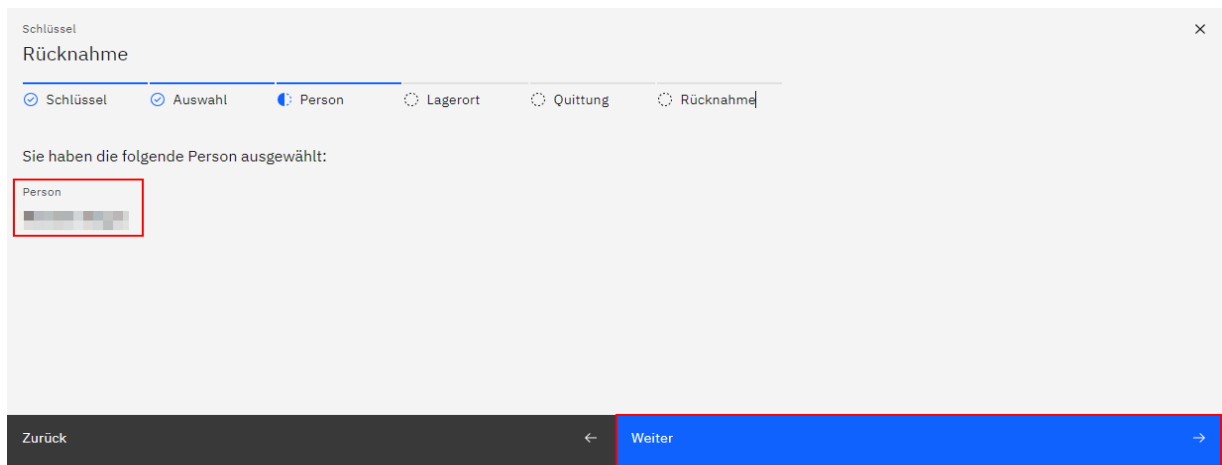 Schlüssel
Rücknahme
Schlüssel Auswahl Person Lagerort Quittung Rücknahme
Sie haben die folgende Person ausgewählt:
Person
Zurück Weiter